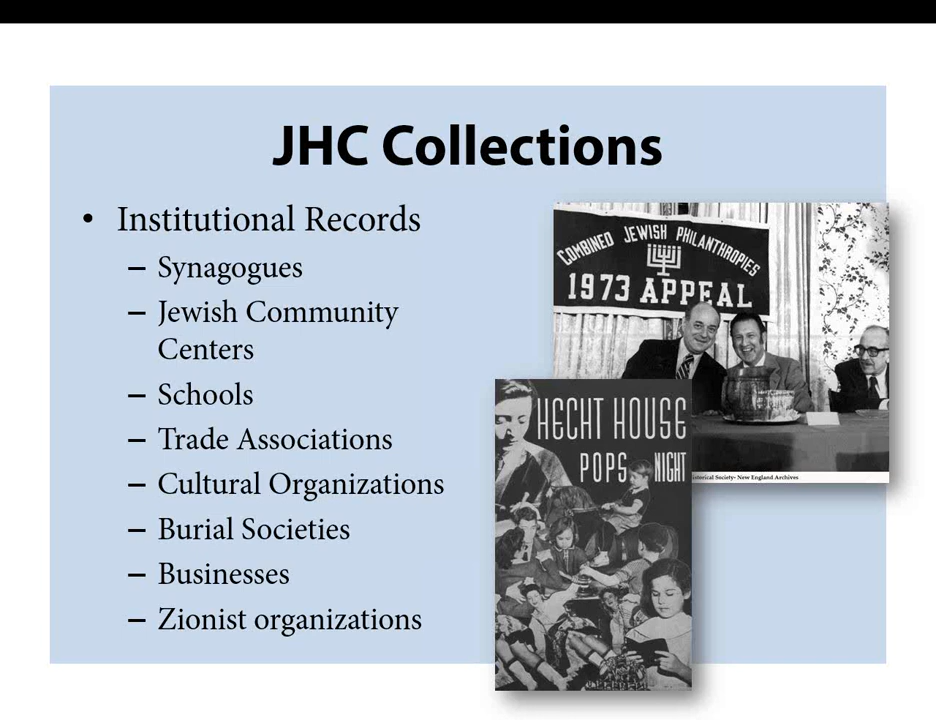 JHC Collections
• Institutional Records
– Synagogues
– Jewish Community
Centers
– Schools
– Trade Associations
– Cultural Organizations
– Burial Societies
– Businesses
– Zionist organizations
COMBINED JEWISH PHILANTHROPIES
1973 APPEAL
HECHT HOUSE
POPS NIGHT
Society- New England Archives